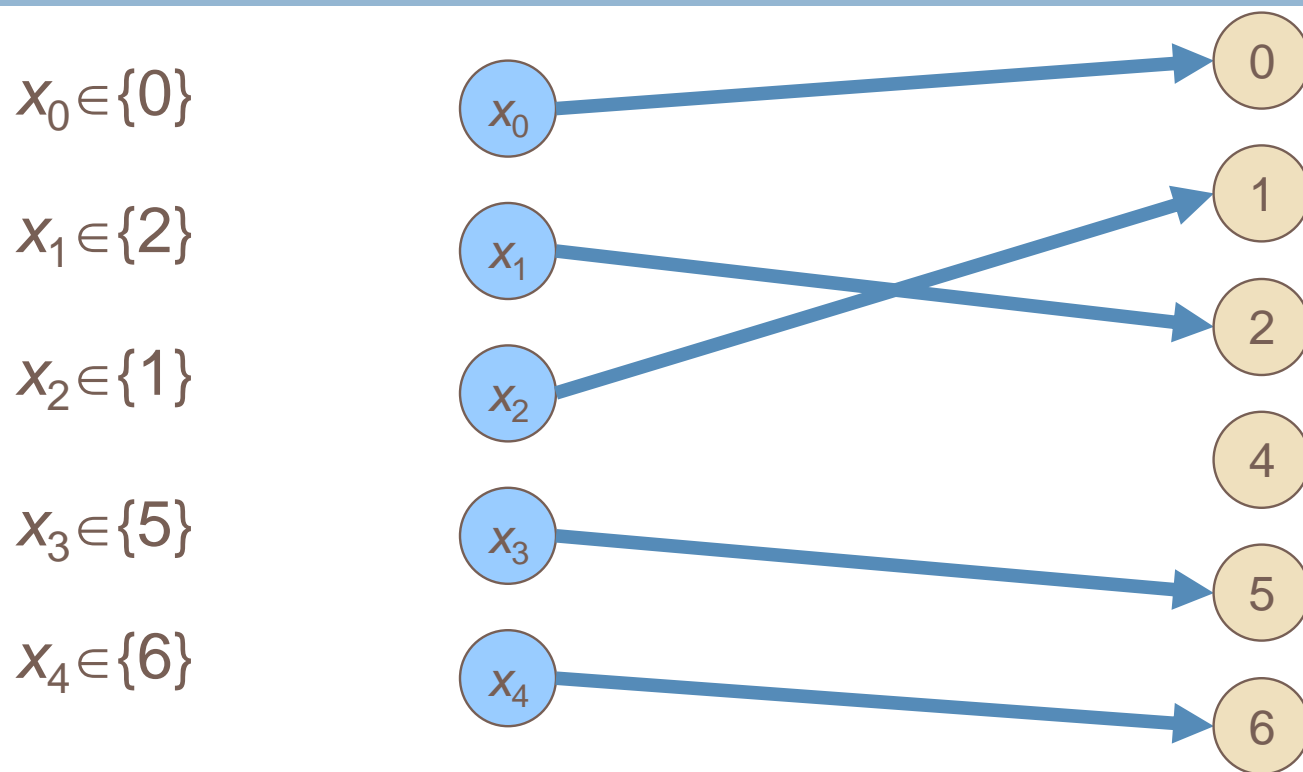 x₀∈{0}
x₁∈{2}
x₂∈{1}
x₃∈{5}
x₄∈{6}
x₀
x₁
x₂
x₃
x₄
0
1
2
4
5
6